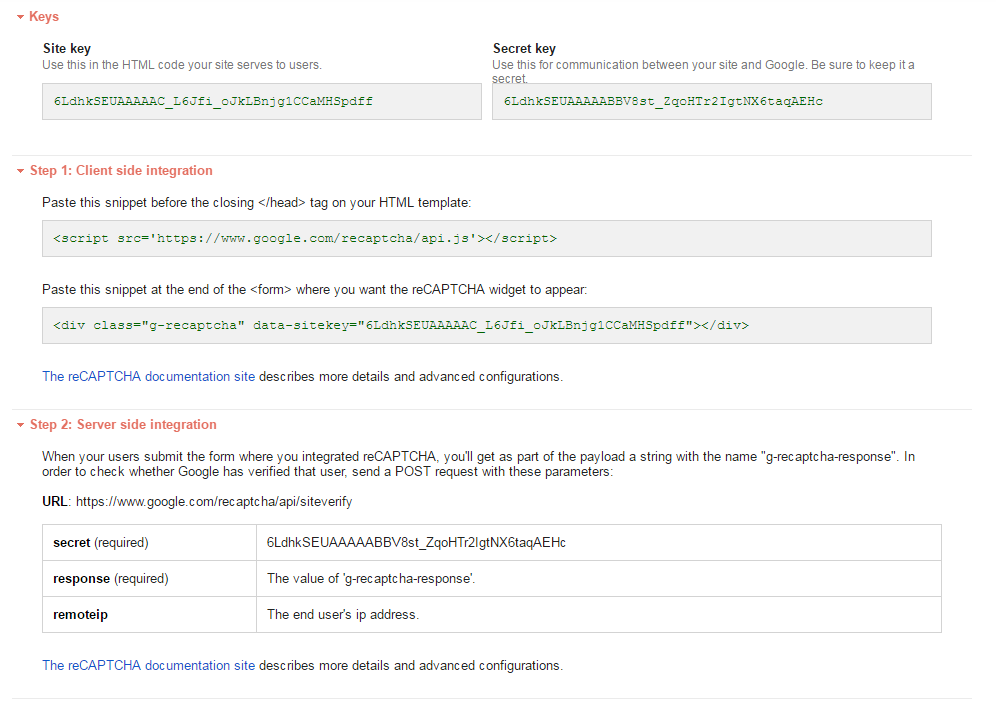 Keys
Site key
Use this in the HTML code your site serves to users.
6LdhkSEUAAAAAC_L6Jfi_oJkLBnjg1CCaMHSpdff
Secret key
Use this for communication between your site and Google. Be sure to keep it a
secret.
6LdhkSEUAAAAABBV8st_ZqoHTr2IgtNX6taqAEHc
Step 1: Client side integration
Paste this snippet before the closing </head> tag on your HTML template:
<script src='https://www.google.com/recaptcha/api.js'></script>
Paste this snippet at the end of the <form> where you want the reCAPTCHA widget to appear:
<div class="g-recaptcha" data-sitekey="6LdhkSEUAAAAAC_L6Jfi_oJkLBnjg1CCaMHSpdff"></div>
The reCAPTCHA documentation site describes more details and advanced configurations.
Step 2: Server side integration
When your users submit the form where you integrated reCAPTCHA, you'll get as part of the payload a string with the name "g-recaptcha-response". In
order to check whether Google has verified that user, send a POST request with these parameters:
URL: https://www.google.com/recaptcha/api/siteverify
secret (required) 6LdhkSEUAAAAABBV8st_ZqoHTr2IgtNX6taqAEHc
response (required) The value of 'g-recaptcha-response'.
remoteip The end user's ip address.
The reCAPTCHA documentation site describes more details and advanced configurations.